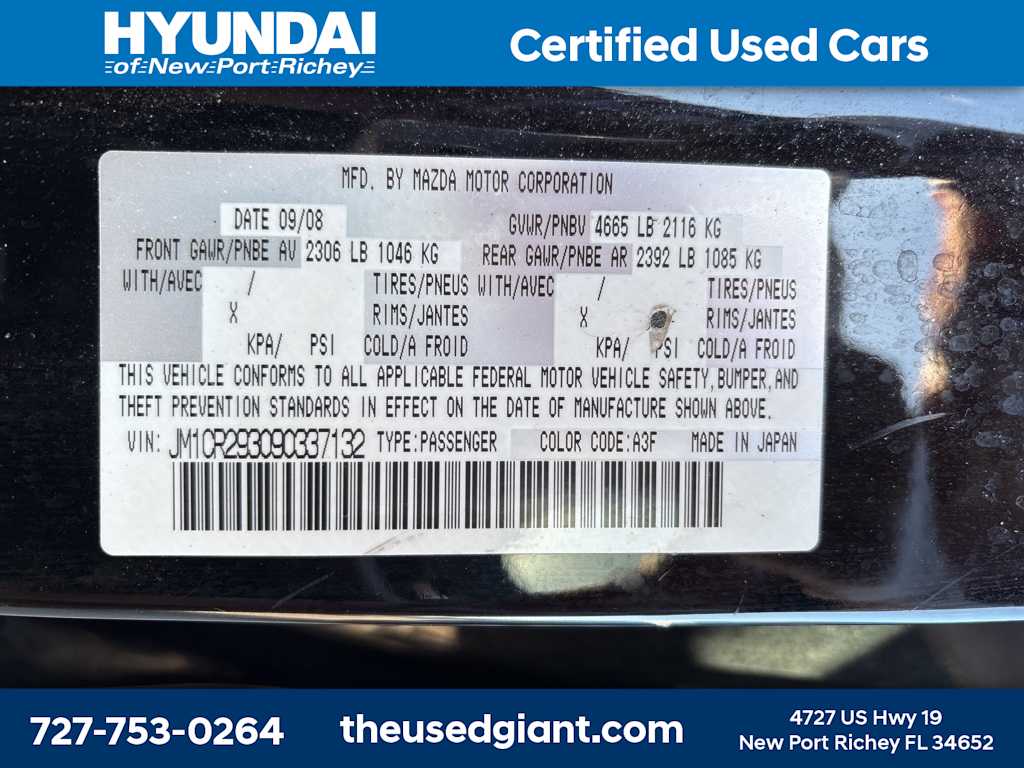 HYUNDAI
of New Port Richey
Certified Used Cars
MFD. BY MAZDA MOTOR CORPORATION
DATE 09/08 GVWR/PNBV 4665 LB 2116 KG
FRONT GAWR/PNBE AV 2306 LB 1046 KG REAR GAWR/PNBE AR 2392 LB 1085 KG
WITH/AVEC / TIRES/PNEUS WITH/AVEC / TIRES/PNEUS
X RIMS/JANTES X RIMS/JANTES
KPA/ PSI COLD/A FROID KPA/ PSI COLD/A FROID
THIS VEHICLE CONFORMS TO ALL APPLICABLE FEDERAL MOTOR VEHICLE SAFETY, BUMPER, AND
THEFT PREVENTION STANDARDS IN EFFECT ON THE DATE OF MANUFACTURE SHOWN ABOVE.
VIN: JM1CR293090337132 TYPE:PASSENGER COLOR CODE:A3F MADE IN JAPAN
727-753-0264
theusedgiant.com
4727 US Hwy 19
New Port Richey FL 34652